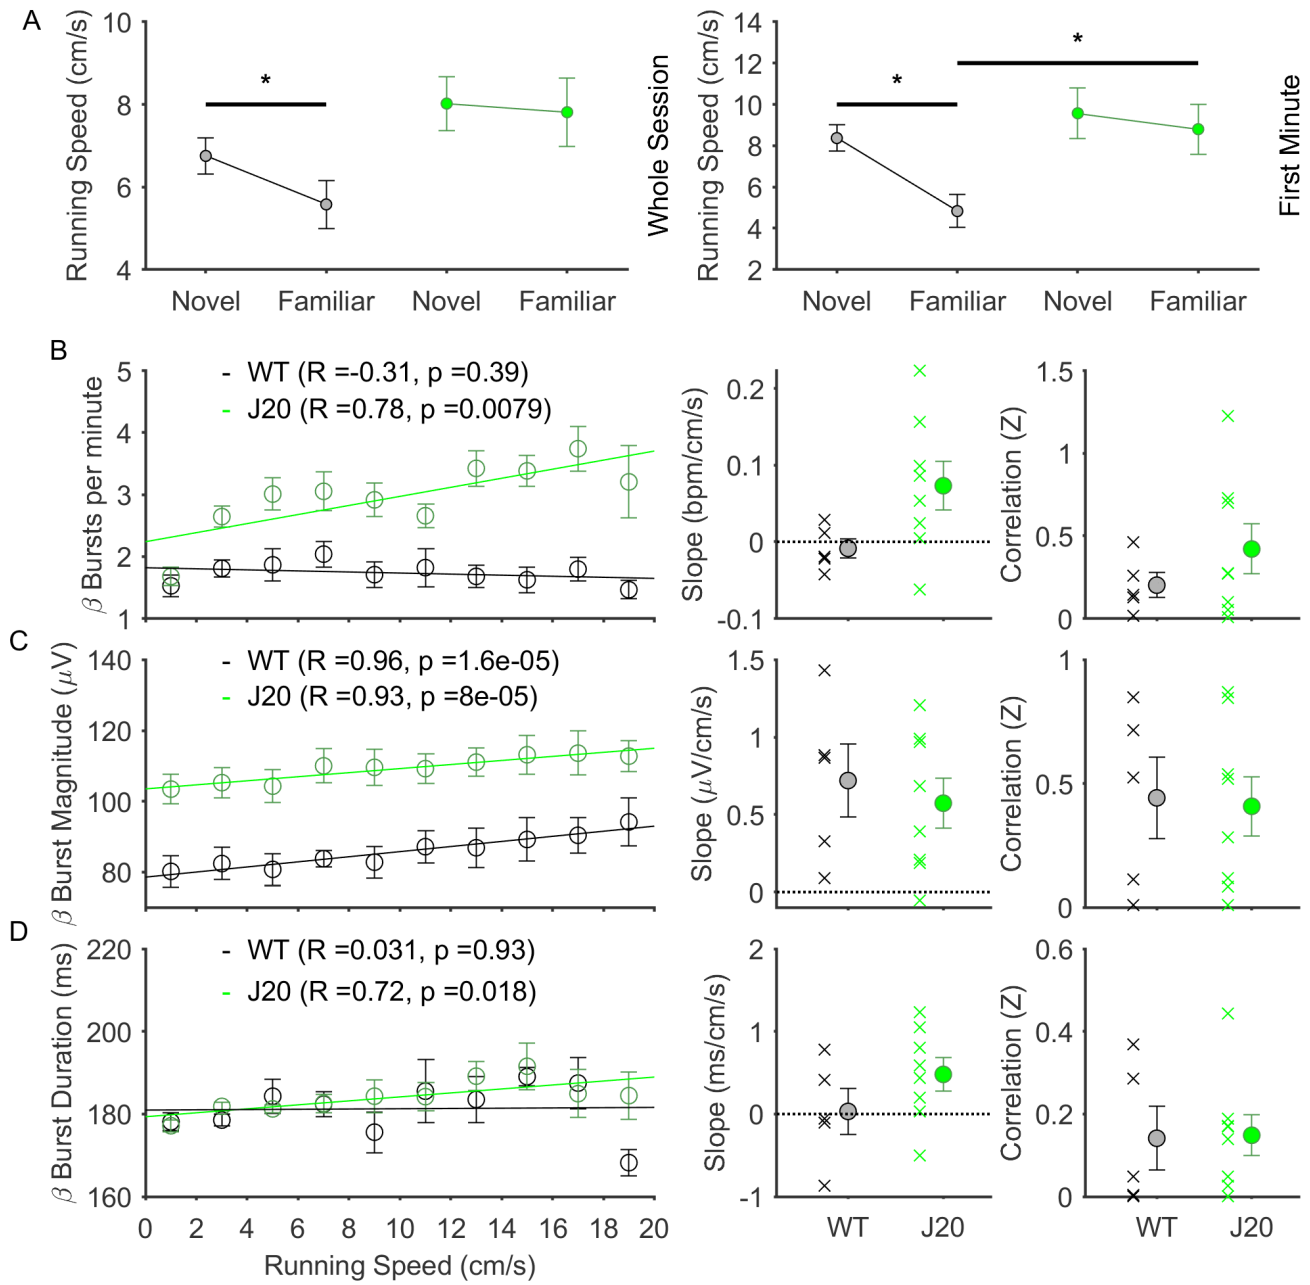 A
Running Speed (cm/s)
10
8
6
4
*
Novel
Familiar
Novel
Familiar
Whole Session
Running Speed (cm/s)
14
12
10
8
6
4
2
*
*
Novel
Familiar
Novel
Familiar
First Minute
B
β Bursts per minute
5
4
3
2
1
- WT (R =-0.31, p =0.39)
- J20 (R =0.78, p =0.0079)
Slope (bpm/cm/s)
0.2
0.1
0
-0.1
Correlation (Z)
1.5
1
0.5
0
C
β Burst Magnitude (μV)
140
120
100
80
- WT (R =0.96, p =1.6e-05)
- J20 (R =0.93, p =8e-05)
Slope (μV/cm/s)
1.5
1
0.5
0
Correlation (Z)
1
0.5
0
D
β Burst Duration (ms)
220
200
180
160
- WT (R =0.031, p =0.93)
- J20 (R =0.72, p =0.018)
0 2 4 6 8 10 12 14 16 18 20
Running Speed (cm/s)
Slope (ms/cm/s)
2
1
0
-1
WT J20
Correlation (Z)
0.6
0.4
0.2
0
WT J20